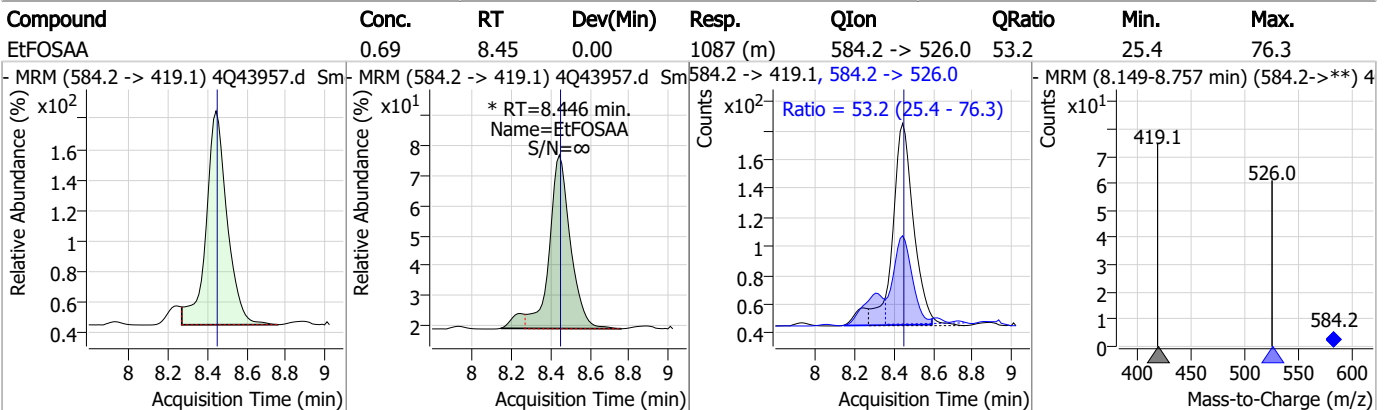 Compound Conc. RT Dev(Min) Resp. QIon QRatio Min. Max.
EtFOSAA 0.69 8.45 0.00 1087 (m) 584.2 -> 526.0 53.2 25.4 76.3
- MRM (584.2 -> 419.1) 4Q43957.d Sm
Relative Abundance (%)
x10²
1.6
1.4
1.2
1
0.8
0.6
0.4
8 8.2 8.4 8.6 8.8 9
Acquisition Time (min)
- MRM (584.2 -> 419.1) 4Q43957.d Sm
Relative Abundance (%)
x10¹
* RT=8.446 min.
Name=EtFOSAA
S/N=∞
8
7
6
5
4
3
2
8 8.2 8.4 8.6 8.8 9
Acquisition Time (min)
584.2 -> 419.1, 584.2 -> 526.0
Counts
x10²
Ratio = 53.2 (25.4 - 76.3)
1.6
1.4
1.2
1
0.8
0.6
0.4
8 8.2 8.4 8.6 8.8 9
Acquisition Time (min)
- MRM (8.149-8.757 min) (584.2->**) 4
Counts
x10¹
419.1
526.0
584.2
7
6
5
4
3
2
1
0
400 450 500 550 600
Mass-to-Charge (m/z)